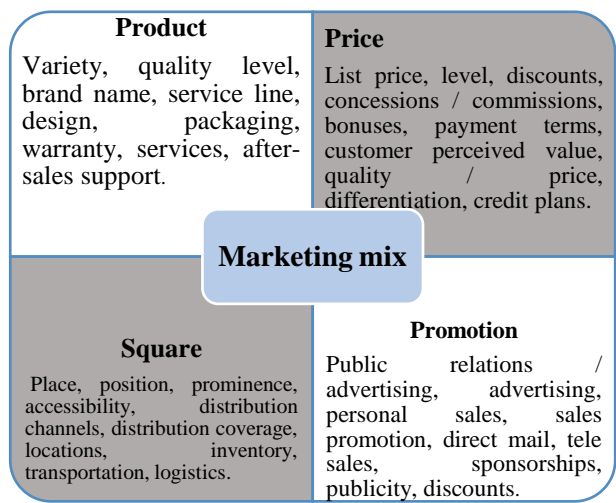 Product
Variety, quality level,
brand name, service line,
design, packaging,
warranty, services, after-
sales support.
Price
List price, level, discounts,
concessions / commissions,
bonuses, payment terms,
customer perceived value,
quality / price,
differentiation, credit plans.
Marketing mix
Square
Place, position, prominence,
accessibility, distribution
channels, distribution coverage,
locations, inventory,
transportation, logistics.
Promotion
Public relations /
advertising, advertising,
personal sales, sales
promotion, direct mail, tele
sales, sponsorships,
publicity, discounts.